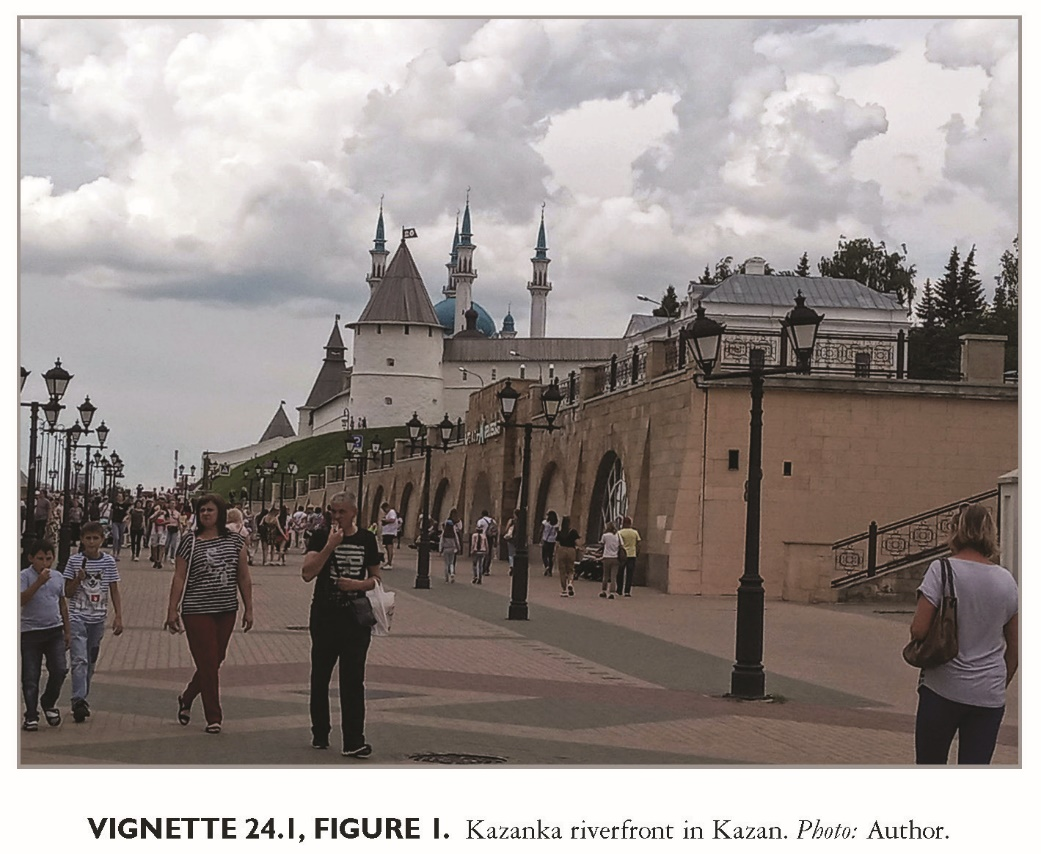 VIGNETTE 24.1, FIGURE 1. Kazanka riverfront in Kazan. Photo: Author.